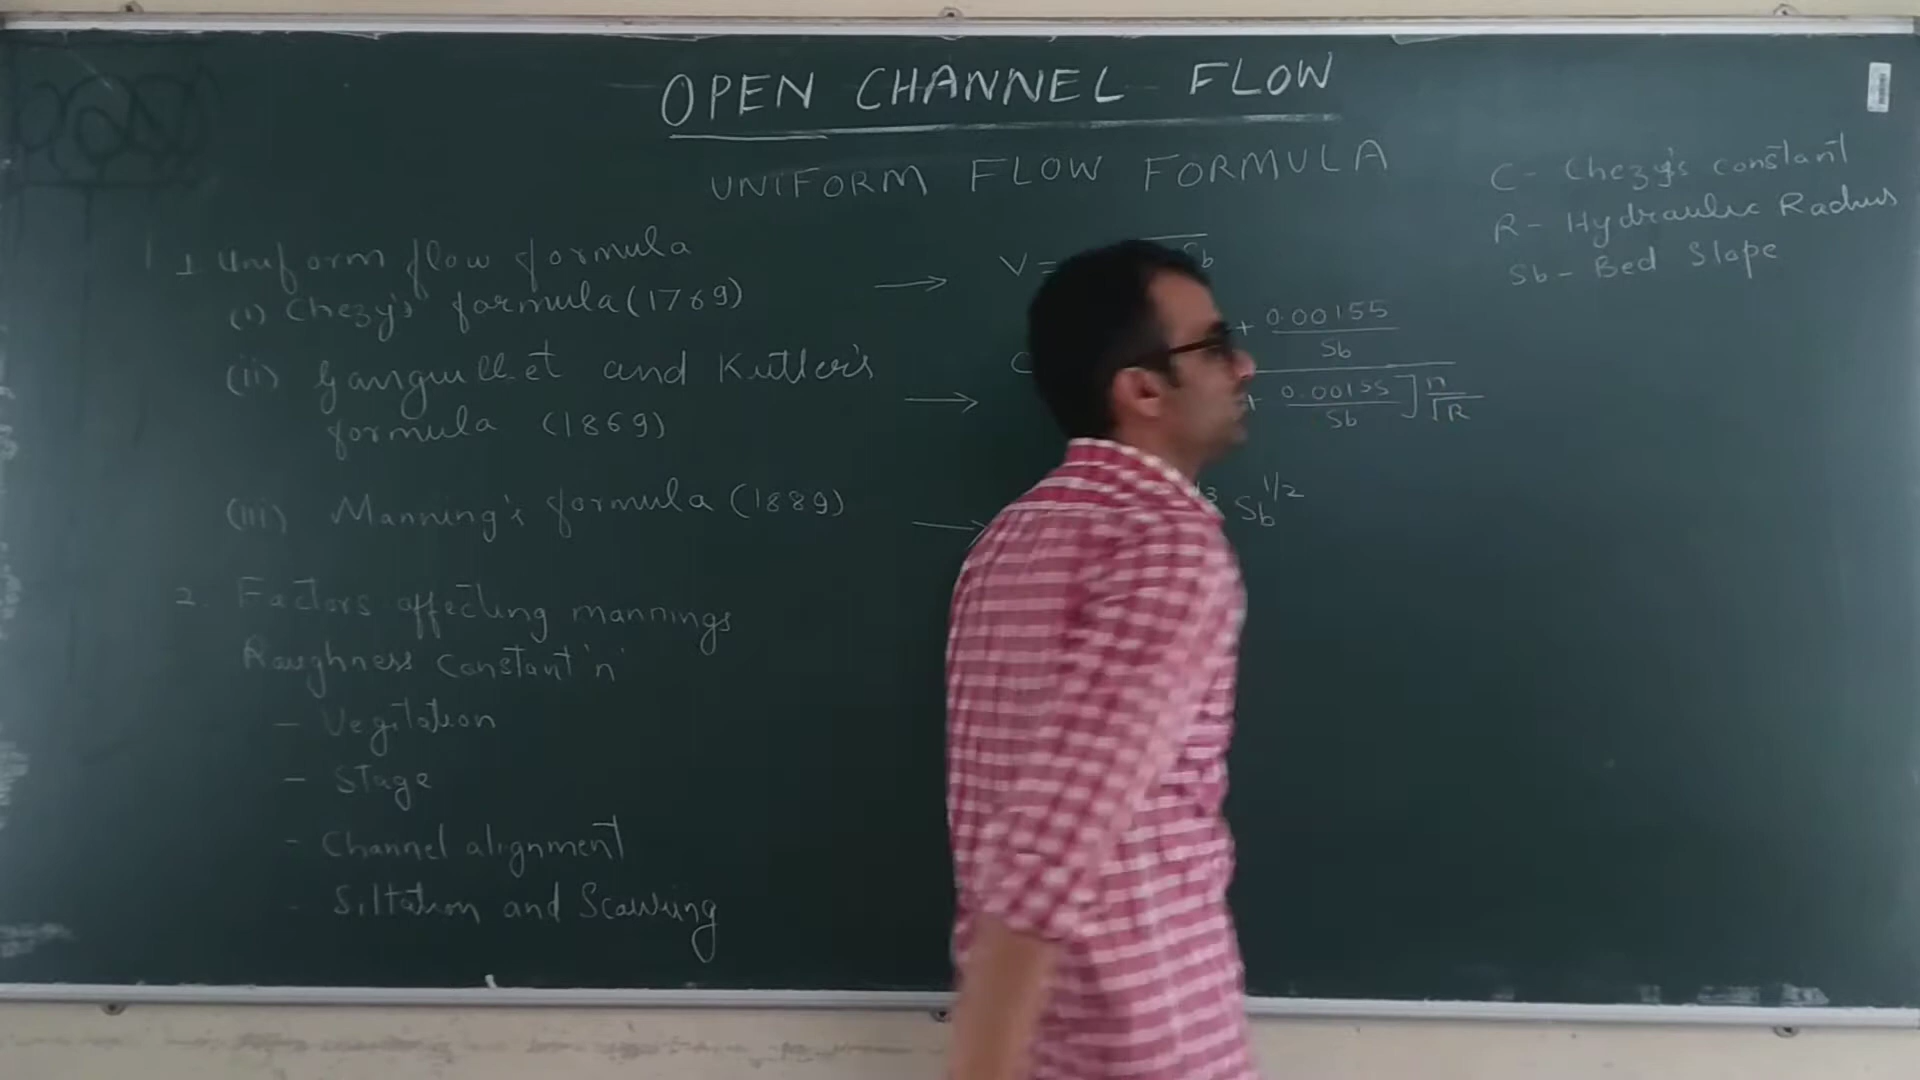 OPEN CHANNEL FLOW
UNIFORM FLOW FORMULA
1 Uniform flow formula
(i) Chezy's formula (1769)
(ii) Ganguillet and Kutter's
formula (1869)
(iii) Manning's formula (1889)
2. Factors affecting mannings
Roughness Constant 'n'
- Vegitation
- Stage
- Channel alignment
- Siltation and Scouring
→ V = Sb
+ 0.00155 / Sb
→ C + 0.00155 / Sb ] n / √R
→ /3 Sb^1/2
C - Chezy's constant
R - Hydraulic Radius
Sb - Bed Slope